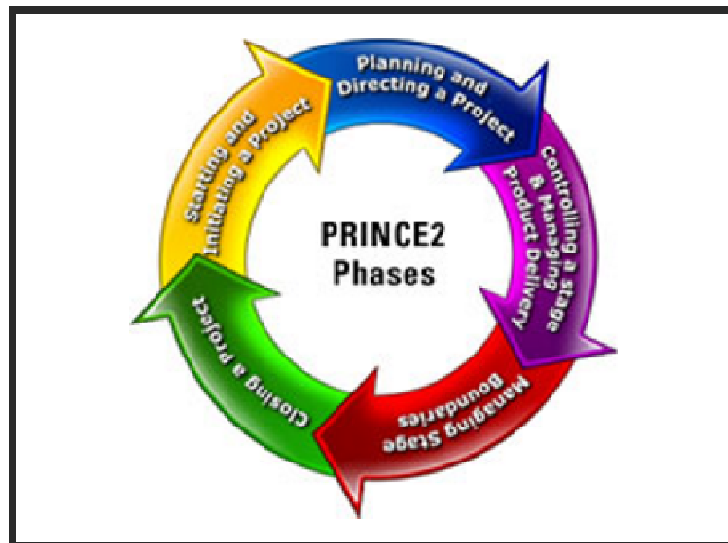 PRINCE2
Phases
Starting and
Initiating a Project
Planning and
Directing a Project
Controlling a stage
& Managing
Product Delivery
Managing Stage
Boundaries
Closing a Project